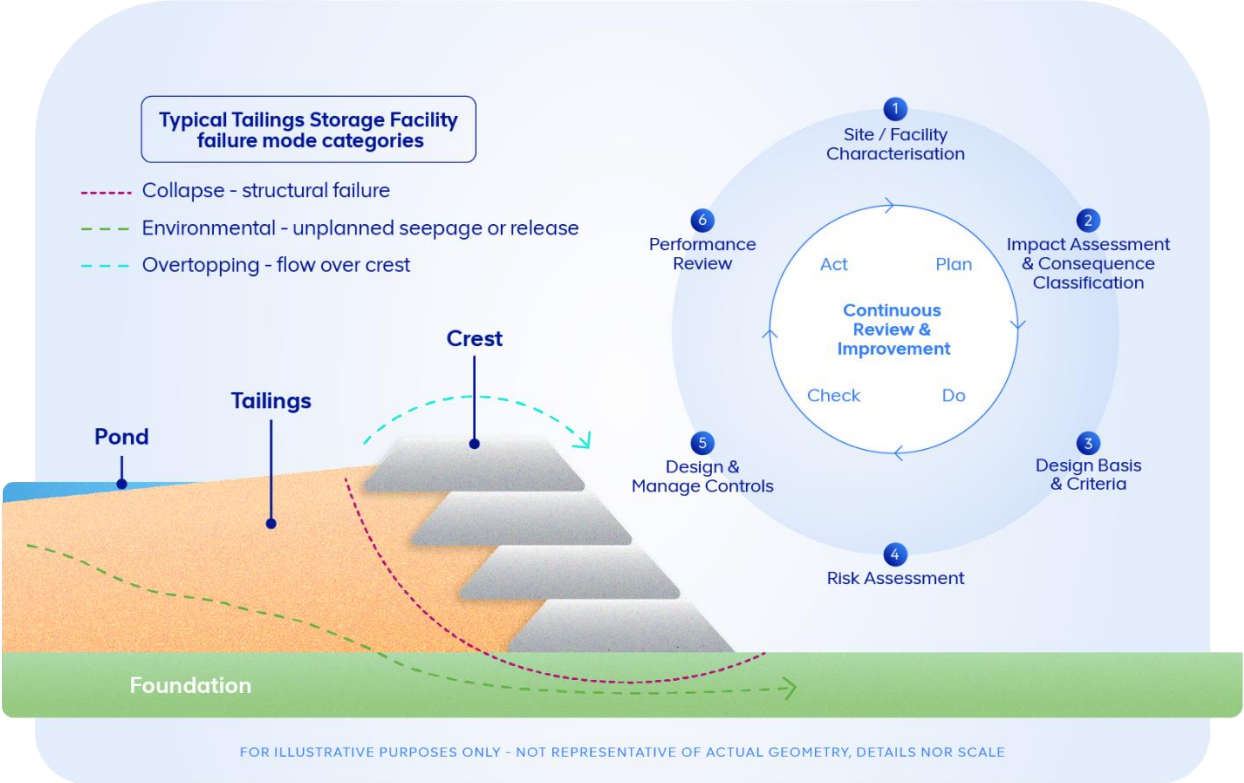 Typical Tailings Storage Facility
failure mode categories
Collapse - structural failure
Environmental - unplanned seepage or release
Overtopping - flow over crest
Crest
Tailings
Pond
Foundation
1
Site / Facility
Characterisation
2
Impact Assessment
& Consequence
Classification
3
Design Basis
& Criteria
4
Risk Assessment
5
Design &
Manage Controls
6
Performance
Review
Act
Plan
Continuous
Review &
Improvement
Check
Do
FOR ILLUSTRATIVE PURPOSES ONLY - NOT REPRESENTATIVE OF ACTUAL GEOMETRY, DETAILS NOR SCALE